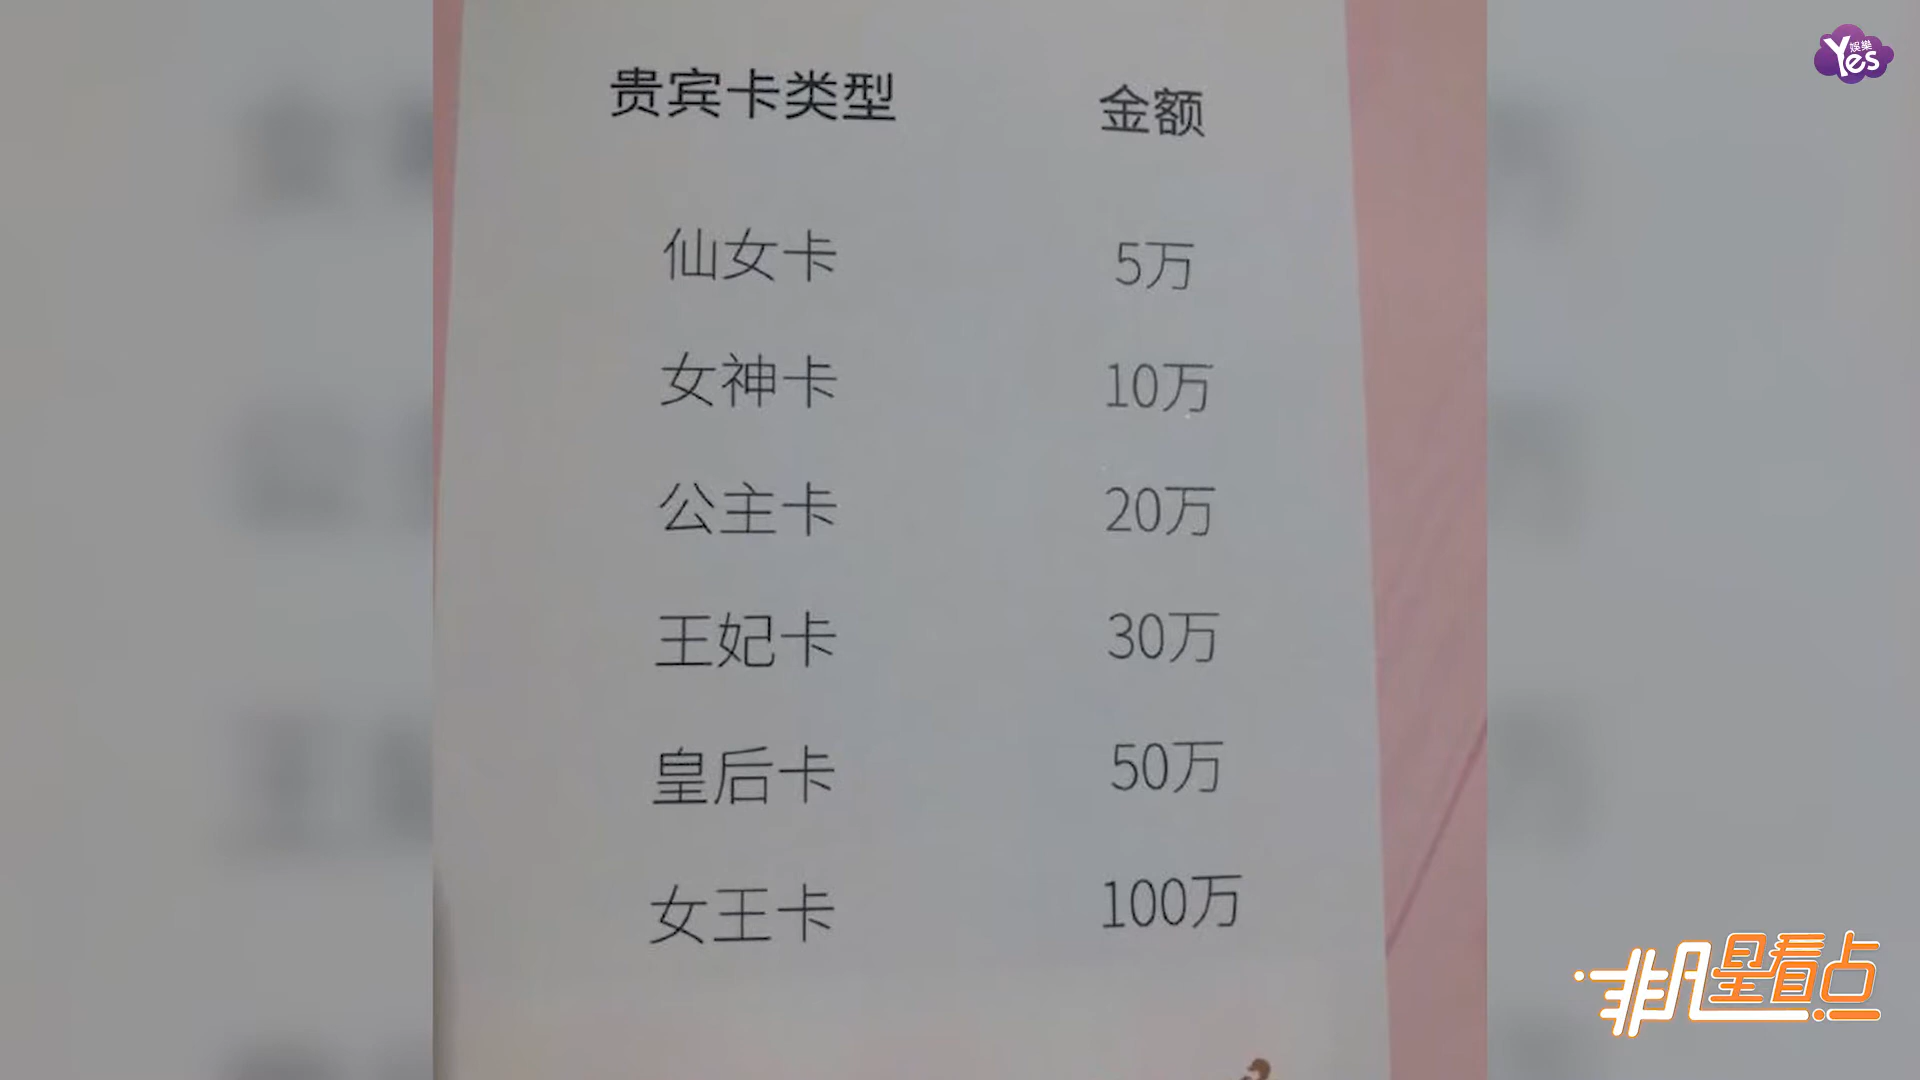 Yes 娛樂
贵宾卡类型 金额
仙女卡 5万
女神卡 10万
公主卡 20万
王妃卡 30万
皇后卡 50万
女王卡 100万
非凡星看点